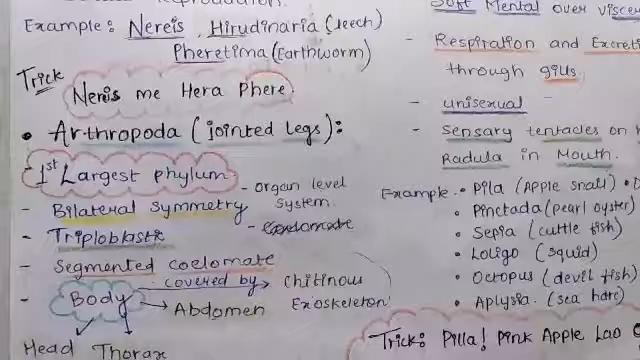 Example: Nereis, Hirudinaria (leech)
Pheretima (Earthworm)
Trick
Nereis me Hera Phere
• Arthropoda (jointed legs):
- 1st Largest phylum
- organ level system.
- Bilateral symmetry
- Triploblastic
- Segmented coelomate
- Body covered by → chitinous Exoskeleton
→ Abdomen
Head Thorax
Soft Mental over
- Respiration and
through gills
- unisexual
- Sensary tentacles on
Radula in Mouth.
Example • Pila (Apple snail) •
• Pinctada (pearl oyster)
• Sepia (cuttle fish)
• Loligo (squid)
• Octopus (devil fish)
• Aplysia. (sea hare)
Trick: Pilla! Pink Apple Lao